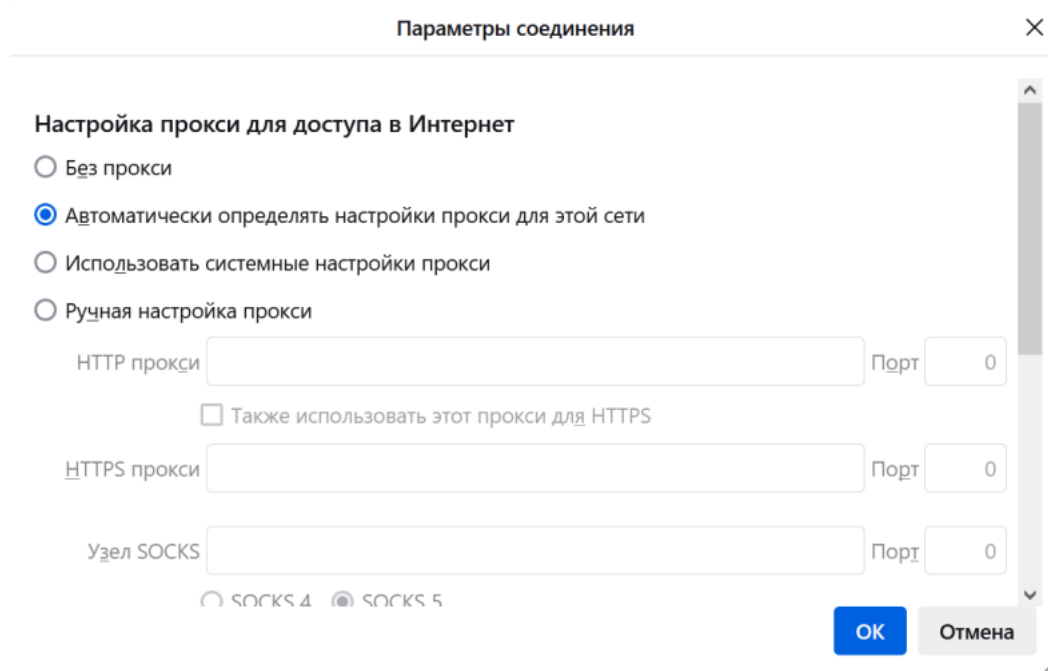 Параметры соединения
Настройка прокси для доступа в Интернет
Без прокси
Автоматически определять настройки прокси для этой сети
Использовать системные настройки прокси
Ручная настройка прокси
HTTP прокси Порт 0
Также использовать этот прокси для HTTPS
HTTPS прокси Порт 0
Узел SOCKS Порт 0
SOCKS 4 SOCKS 5
ОК Отмена